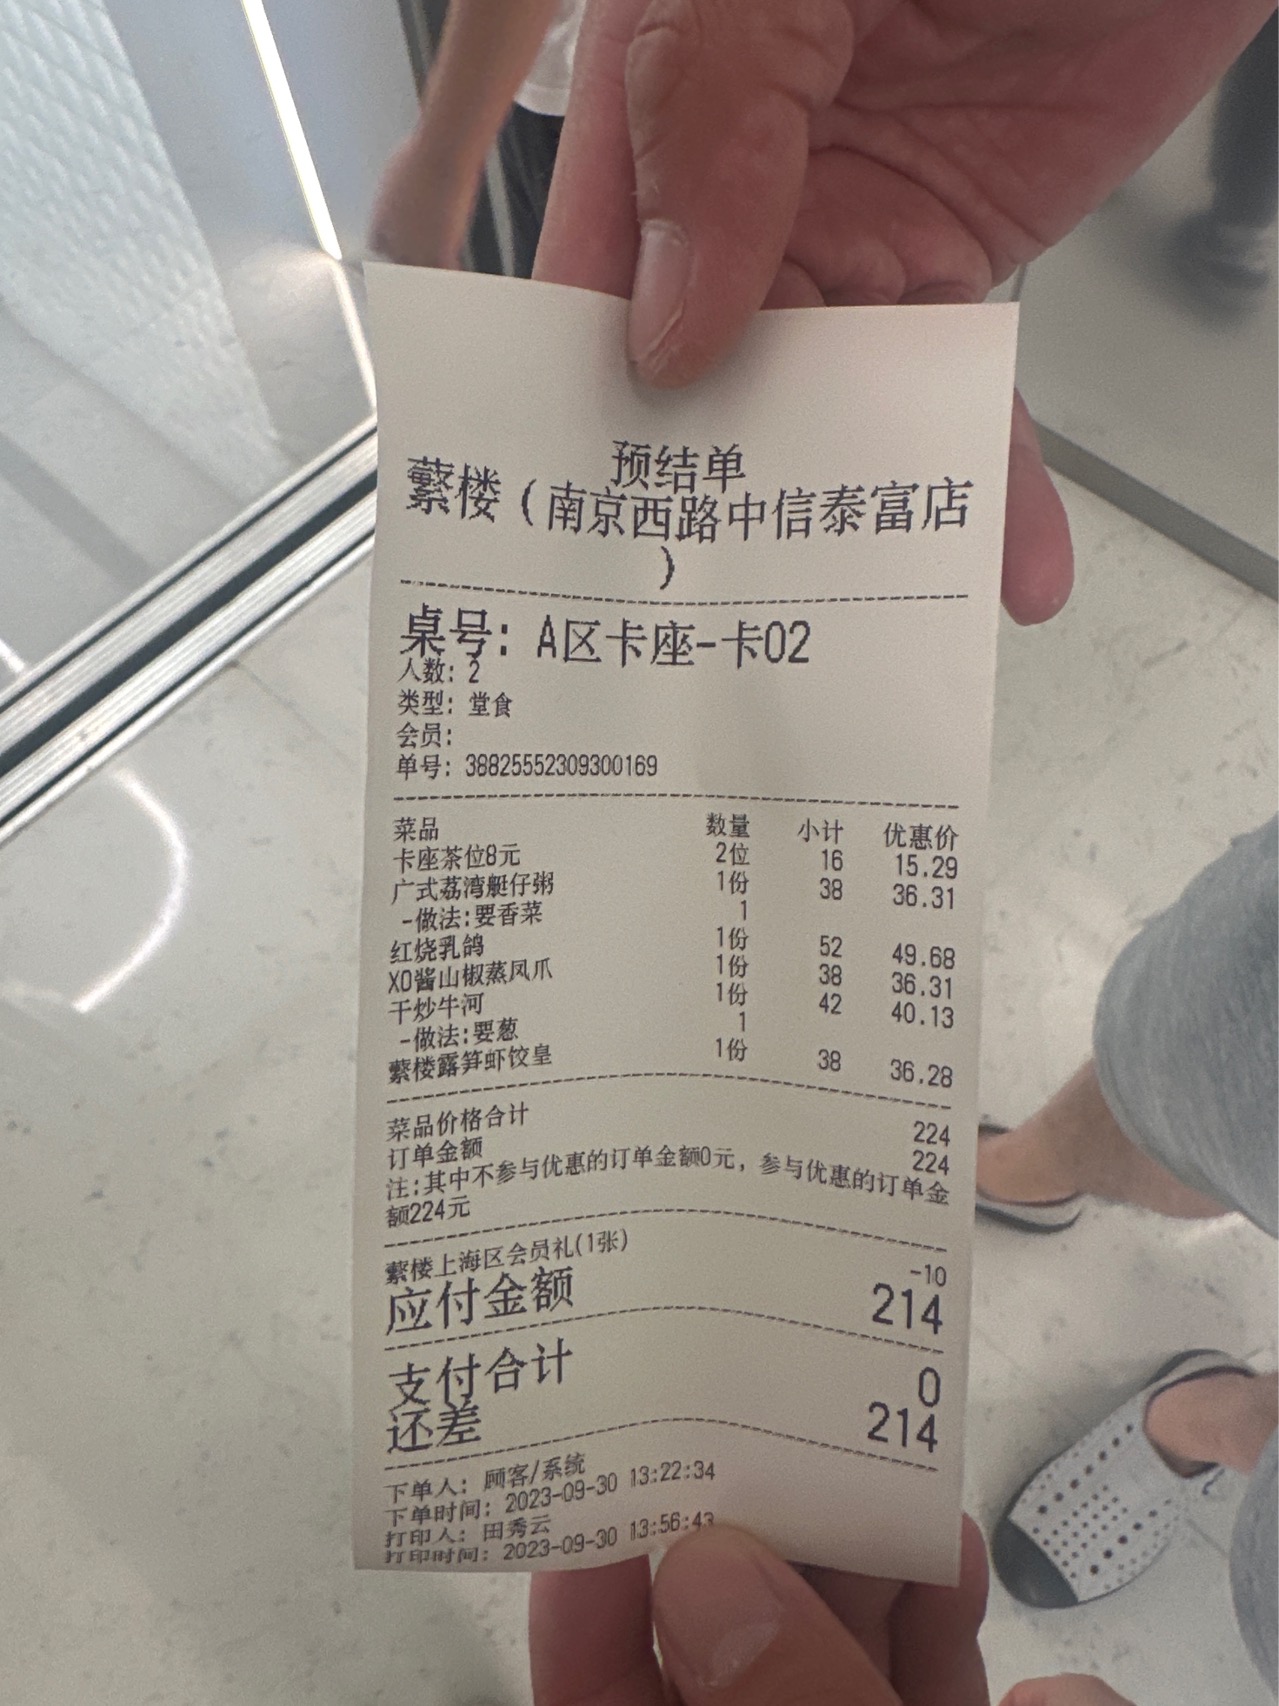 预结单
蘩楼（南京西路中信泰富店
）
桌号: A区卡座-卡02
人数: 2
类型: 堂食
会员:
单号: 38825552309300169
菜品 数量 小计 优惠价
卡座茶位8元 2位 16 15.29
广式荔湾艇仔粥 1份 38 36.31
-做法:要香菜 1
红烧乳鸽 1份 52 49.68
XO酱山椒蒸凤爪 1份 38 36.31
干炒牛河 1份 42 40.13
-做法:要葱 1
蘩楼露笋虾饺皇 1份 38 36.28
菜品价格合计 224
订单金额 224
注:其中不参与优惠的订单金额0元，参与优惠的订单金
额224元
蘩楼上海区会员礼(1张) -10
应付金额 214
支付合计 0
还差 214
下单人: 顾客/系统
下单时间: 2023-09-30 13:22:34
打印人: 田秀云
打印时间: 2023-09-30 13:56:43